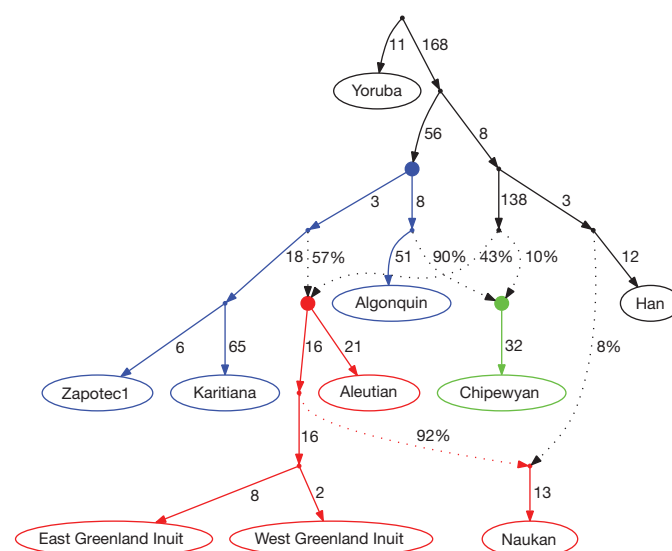 11 168
Yoruba
56 8
3 8 138 3
18 57% 51 90% 43% 10% 12
Algonquin Han
6 65 16 21 32 8%
Zapotec1 Karitiana Aleutian Chipewyan
16 92%
8 2 13
East Greenland Inuit West Greenland Inuit Naukan